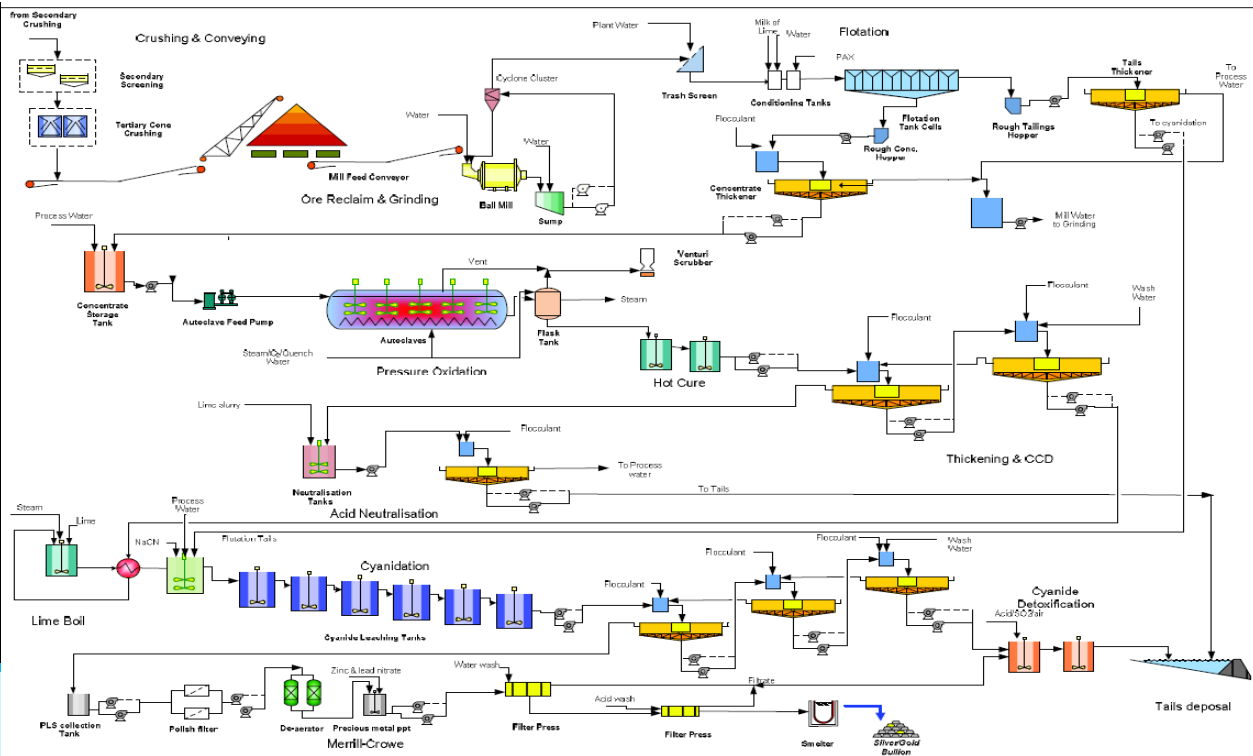 from Secondary
Crushing
Crushing & Conveying
Secondary
Screening
Tertiary Cone
Crushing
Mill Feed Conveyor
Ore Reclaim & Grinding
Water
Cyclone Cluster
Water
Ball Mill
Sump
Plant Water
Trash Screen
Milk of
Lime
Water
PAX
Flotation
Conditioning Tanks
Flotation
Tank Cells
Rough Conc.
Hopper
Rough Tailings
Hopper
Tails
Thickener
To
Process
Water
To cyanidation
Flocculant
Concentrate
Thickener
Mill Water
to Grinding
Process Water
Concentrate
Storage
Tank
Autoclave Feed Pump
Vent
Autoclaves
Pressure Oxidation
Water
Venturi
Scrubber
Steam
Flask
Tank
Hot Cure
Flocculant
Flocculant
Wash
Water
Thickening & CCD
Lime slurry
Neutralisation
Tanks
Acid Neutralisation
Flocculant
To Process
water
To Tails
Steam
Lime
Lime Boil
NaCN
Process
Water
Flotation Tails
Cyanidation
Cyanide Leaching Tanks
Flocculant
Flocculant
Flocculant
Wash
Water
Cyanide
Detoxification
Acid/SO2/air
Tails deposal
PLS collection
Tank
Polish filter
De-aerator
Zinc & lead nitrate
Precious metal ppt
Merrill-Crowe
Water wash
Filter Press
Acid wash
Filter Press
Filtrate
Smelter
SilverGold
Bullion